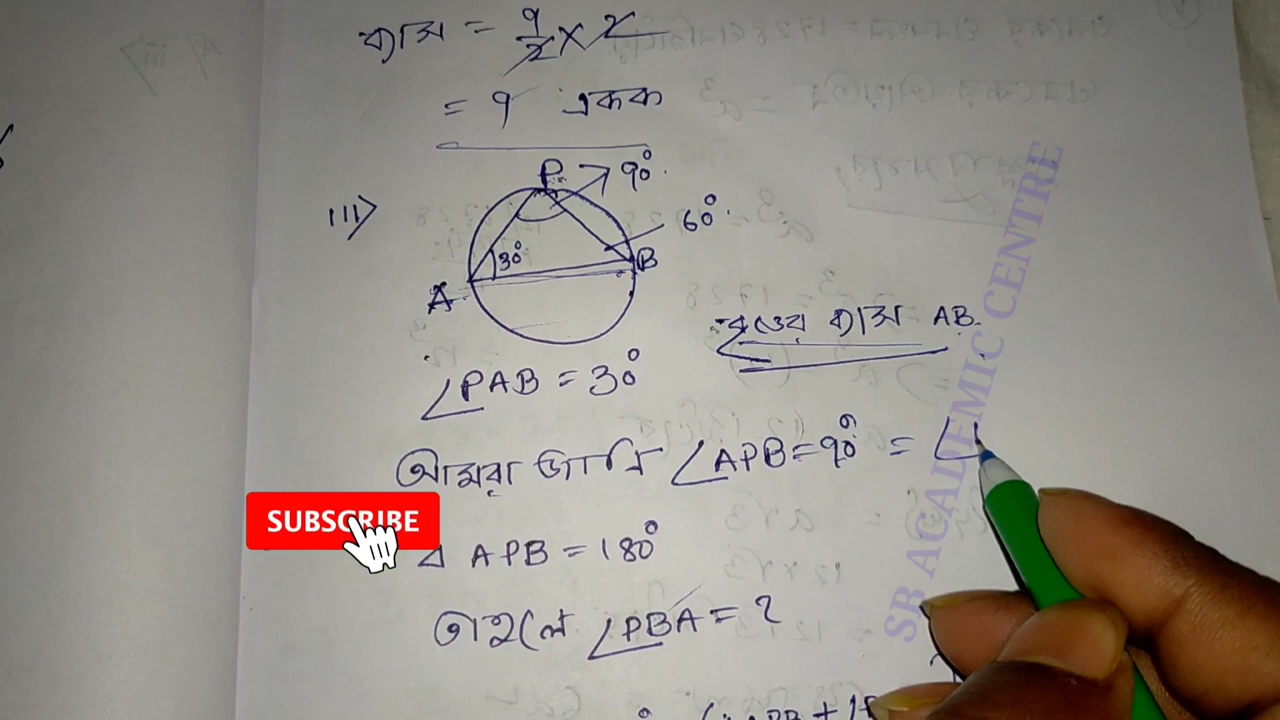 ব্যাস = 9/2 × 2
= 9 একক
iii>
P → 90°.
60°.
30°
A
B
বৃত্তের ব্যাস AB.
∠PAB = 30°
আমরা জানি ∠APB = 90° = ∠
SUBSCRIBE
APB = 180°
তাহলে ∠PBA = ?
SB ACADEMIC CENTRE